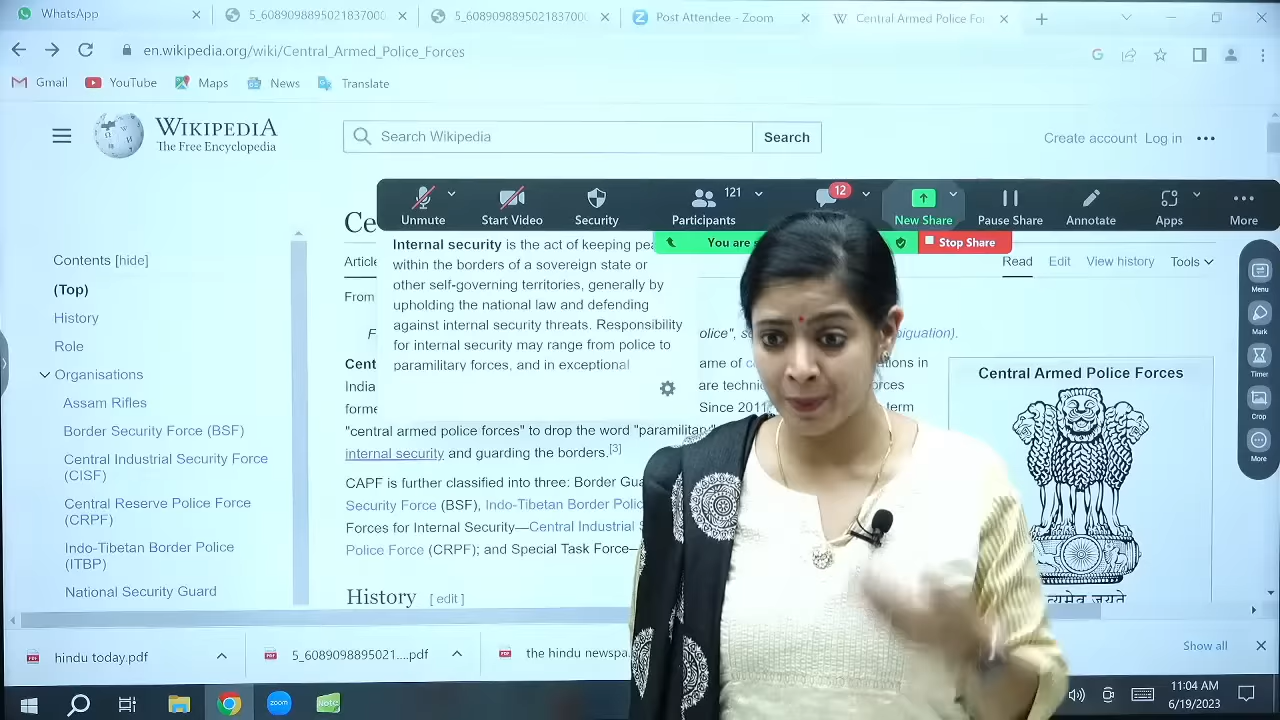 WhatsApp
5_6089098895021837000
5_6089098895021837000
Post Attendee - Zoom
Central Armed Police Fo
en.wikipedia.org/wiki/Central_Armed_Police_Forces
Gmail
YouTube
Maps
News
Translate
WIKIPEDIA
The Free Encyclopedia
Search Wikipedia
Search
Create account
Log in
Unmute
Start Video
Security
121
Participants
12
New Share
Pause Share
Annotate
Apps
More
You are
Stop Share
Ce
Internal security is the act of keeping
within the borders of a sovereign state or
other self-governing territories, generally by
upholding the national law and defending
against internal security threats. Responsibility
for internal security may range from police to
paramilitary forces, and in exceptional
Contents [hide]
(Top)
History
Role
Organisations
Assam Rifles
Border Security Force (BSF)
Central Industrial Security Force
(CISF)
Central Reserve Police Force
(CRPF)
Indo-Tibetan Border Police
(ITBP)
National Security Guard
Article
Read
Edit
View history
Tools
From
Cent
ame of
in
India
are
forme
Since 2011
term
"central armed police forces" to drop the word "paramilitary"
internal security and guarding the borders.[3]
CAPF is further classified into three: Border
Security Force (BSF), Indo-Tibetan Border
Forces for Internal Security—Central Industrial
Police Force (CRPF); and Special Task Force—
History [ edit ]
Central Armed Police Forces
सत्यमेव जयते
Menu
Mark
Timer
Crop
More
hindu today.pdf
5_6089098895021....pdf
the hindu newspa
Show all
zoom
11:04 AM
6/19/2023